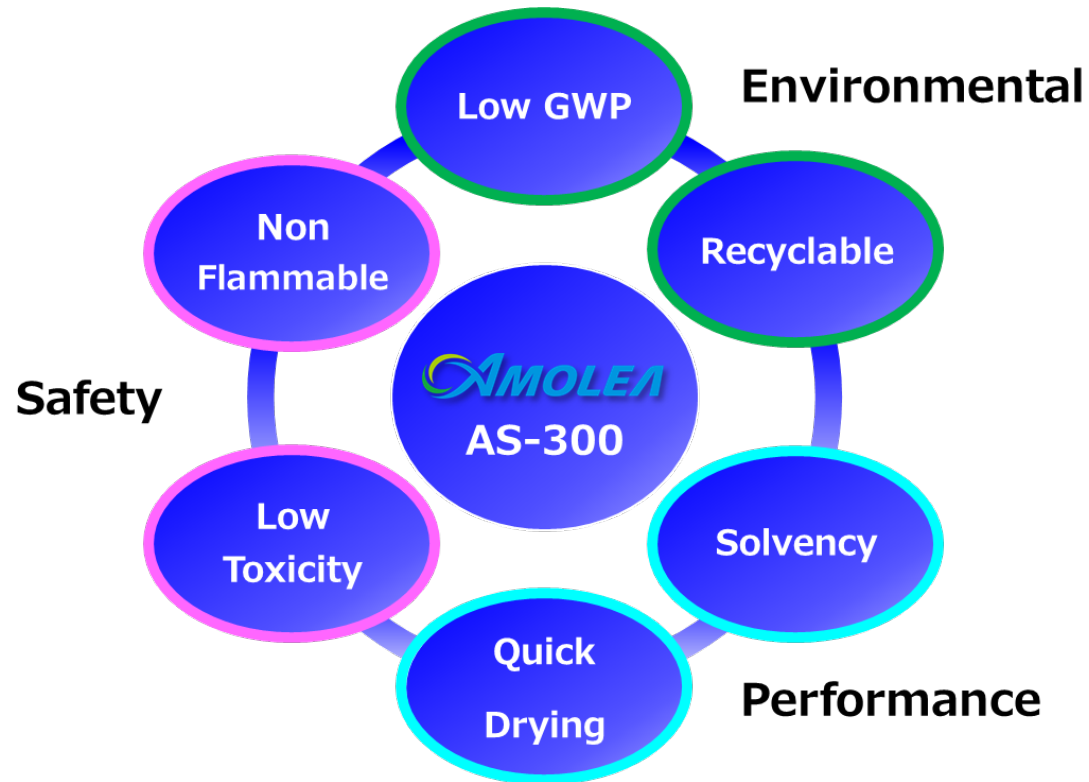 Low GWP
Environmental
Non
Flammable
Recyclable
AMOLEA
AS-300
Safety
Low
Toxicity
Solvency
Quick
Drying
Performance